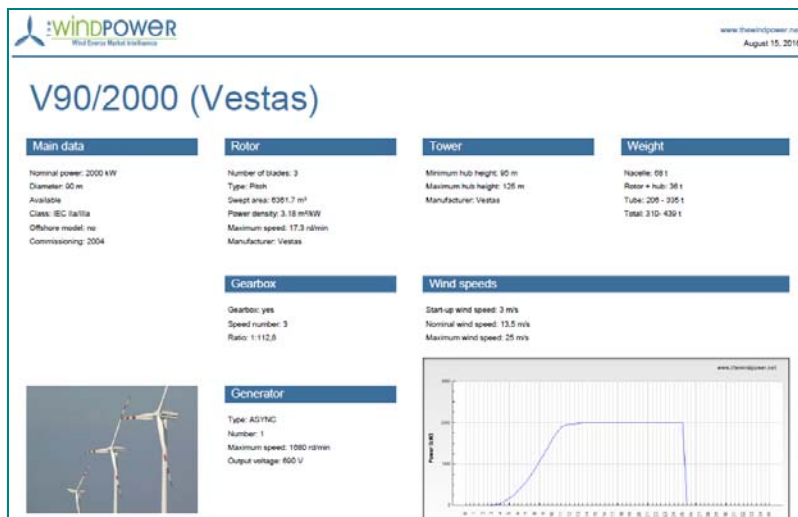 THE WINDPOWER
Wind Energy Market Intelligence
www.thewindpower.ne
August 15, 2016
V90/2000 (Vestas)
Main data
Nominal power: 2000 kW
Diameter: 90 m
Available
Class: IEC IIa/IIIa
Offshore model: no
Commissioning: 2004
Rotor
Number of blades: 3
Type: Pitch
Swept area: 6361.7 m²
Power density: 3.18 m²/kW
Maximum speed: 17.3 rd/min
Manufacturer: Vestas
Tower
Minimum hub height: 95 m
Maximum hub height: 125 m
Manufacturer: Vestas
Weight
Nacelle: 68 t
Rotor + hub: 36 t
Tube: 206 - 335 t
Total: 310- 439 t
Gearbox
Gearbox: yes
Speed number: 3
Ratio: 1:112,8
Wind speeds
Start-up wind speed: 3 m/s
Nominal wind speed: 13,5 m/s
Maximum wind speed: 25 m/s
Generator
Type: ASYNC
Number: 1
Maximum speed: 1680 rd/min
Output voltage: 690 V
www.thewindpower.net
Power (kW)